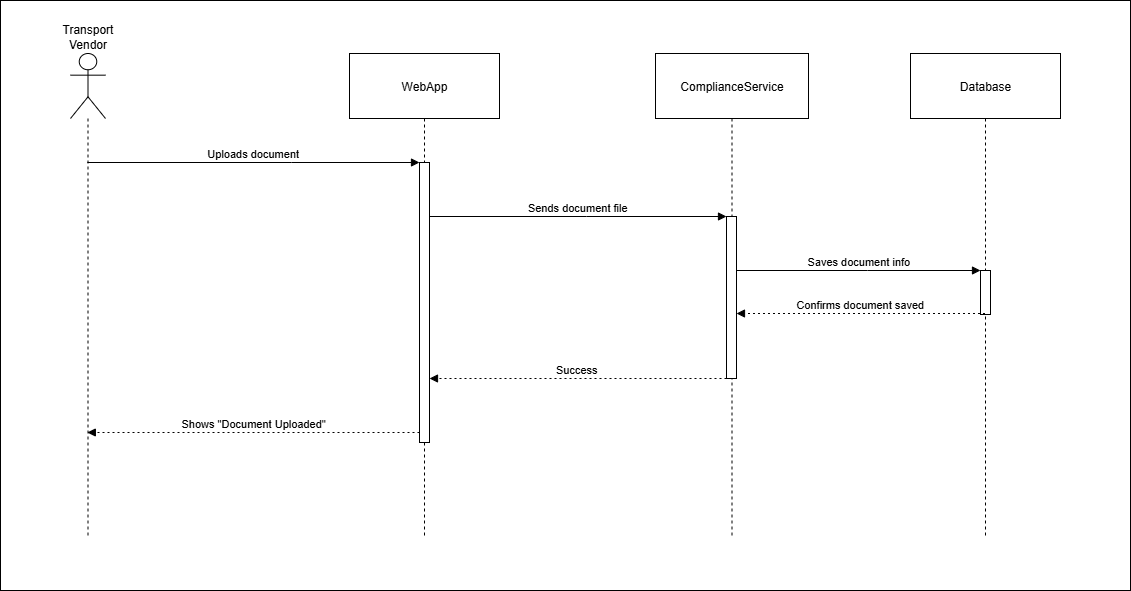 Transport
Vendor
WebApp
ComplianceService
Database
Uploads document
Sends document file
Saves document info
Confirms document saved
Success
Shows "Document Uploaded"